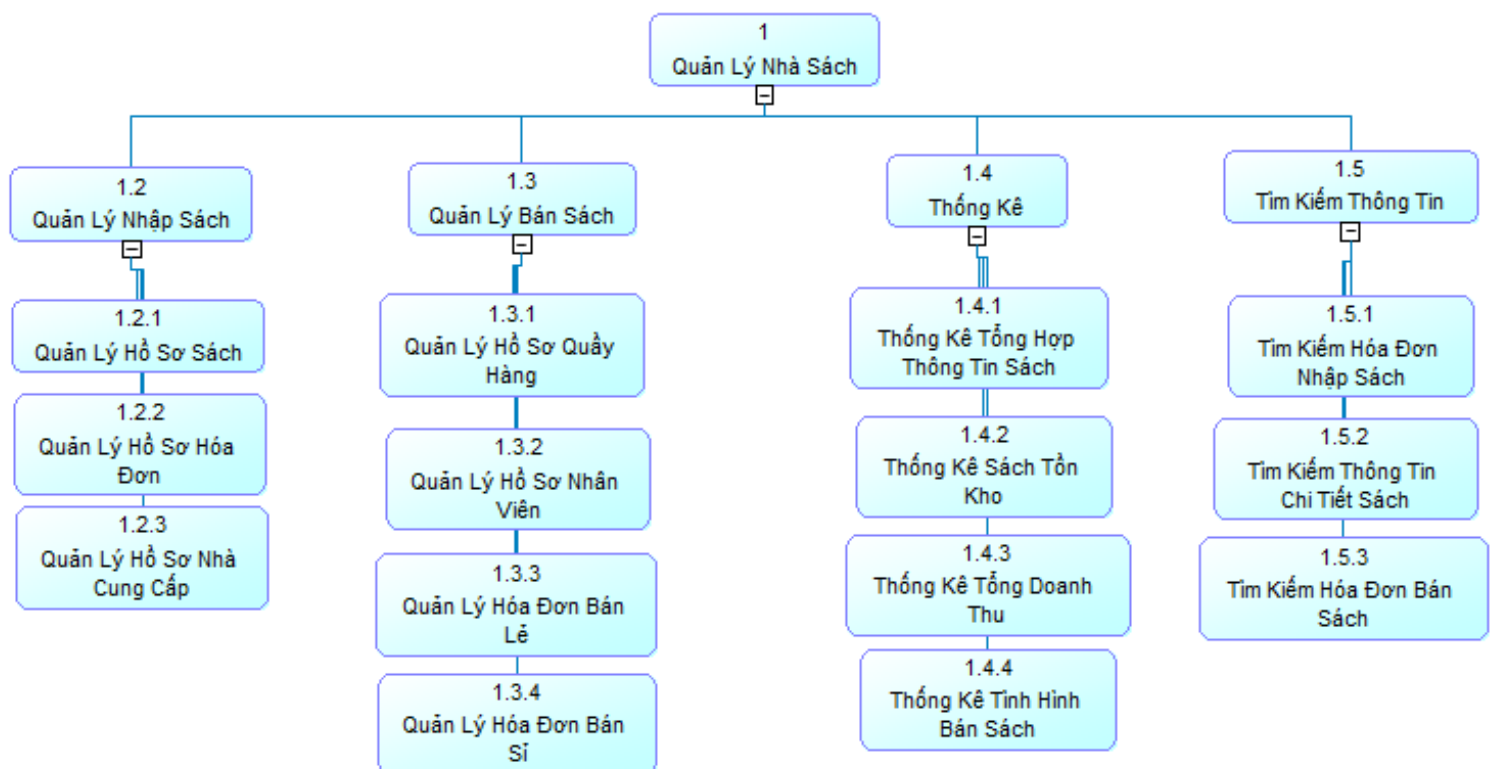 1
Quản Lý Nhà Sách
1.2
Quản Lý Nhập Sách
1.3
Quản Lý Bán Sách
1.4
Thống Kê
1.5
Tìm Kiếm Thông Tin
1.2.1
Quản Lý Hồ Sơ Sách
1.2.2
Quản Lý Hồ Sơ Hóa
Đơn
1.2.3
Quản Lý Hồ Sơ Nhà
Cung Cấp
1.3.1
Quản Lý Hồ Sơ Quầy
Hàng
1.3.2
Quản Lý Hồ Sơ Nhân
Viên
1.3.3
Quản Lý Hóa Đơn Bán
Lẻ
1.3.4
Quản Lý Hóa Đơn Bán
Sỉ
1.4.1
Thống Kê Tổng Hợp
Thông Tin Sách
1.4.2
Thống Kê Sách Tồn
Kho
1.4.3
Thống Kê Tổng Doanh
Thu
1.4.4
Thống Kê Tình Hình
Bán Sách
1.5.1
Tìm Kiếm Hóa Đơn
Nhập Sách
1.5.2
Tìm Kiếm Thông Tin
Chi Tiết Sách
1.5.3
Tìm Kiếm Hóa Đơn Bán
Sách